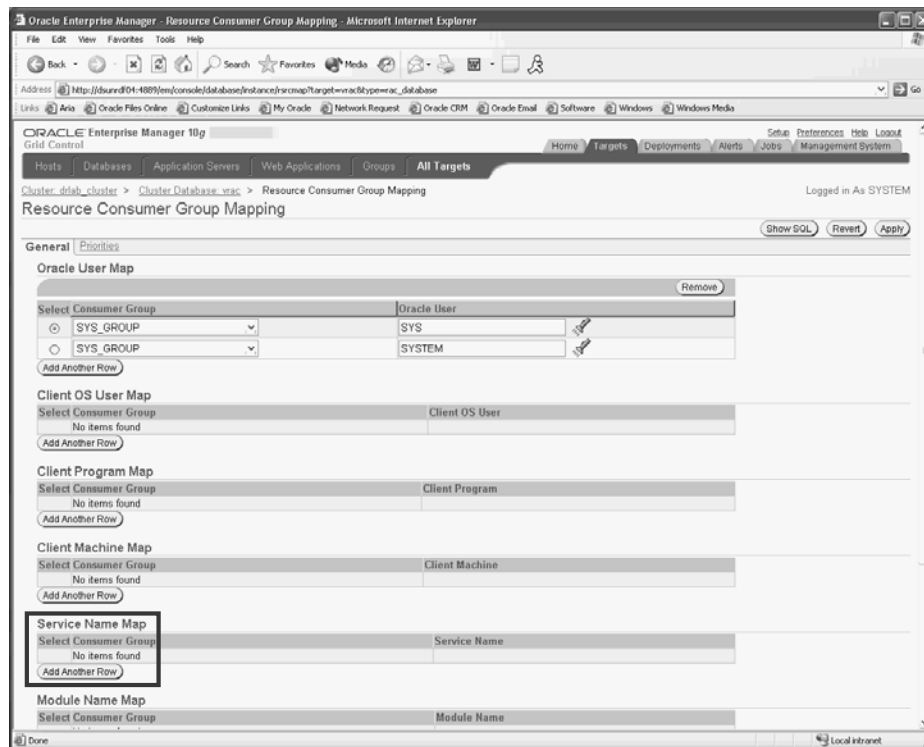 Oracle Enterprise Manager - Resource Consumer Group Mapping - Microsoft Internet Explorer
File Edit View Favorites Tools Help
Back Search Favorites Media
Address http://dsunrdf04:4889/em/console/database/instance/rsrcmap?target=vrac&type=rac_database Go
Links Aria Oracle Files Online Customize Links My Oracle Network Request Oracle CRM Oracle Email Software Windows Windows Media
ORACLE Enterprise Manager 10g
Grid Control
Setup Preferences Help Logout
Home Targets Deployments Alerts Jobs Management System
Hosts Databases Application Servers Web Applications Groups All Targets
Cluster: drlab_cluster > Cluster Database: vrac > Resource Consumer Group Mapping Logged in As SYSTEM
Resource Consumer Group Mapping
Show SQL Revert Apply
General Priorities
Oracle User Map
Remove
Select Consumer Group Oracle User
SYS_GROUP SYS
SYS_GROUP SYSTEM
Add Another Row
Client OS User Map
Select Consumer Group Client OS User
No items found
Add Another Row
Client Program Map
Select Consumer Group Client Program
No items found
Add Another Row
Client Machine Map
Select Consumer Group Client Machine
No items found
Add Another Row
Service Name Map
Select Consumer Group Service Name
No items found
Add Another Row
Module Name Map
Select Consumer Group Module Name
Done Local intranet